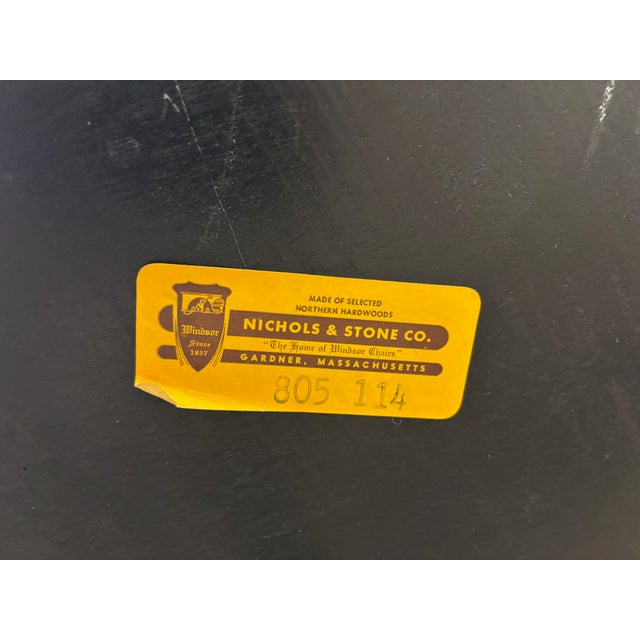 MADE OF SELECTED
NORTHERN HARDWOODS
NICHOLS & STONE CO.
"The Home of Windsor Chairs"
GARDNER, MASSACHUSETTS
805 114
Windsor
Since
1857